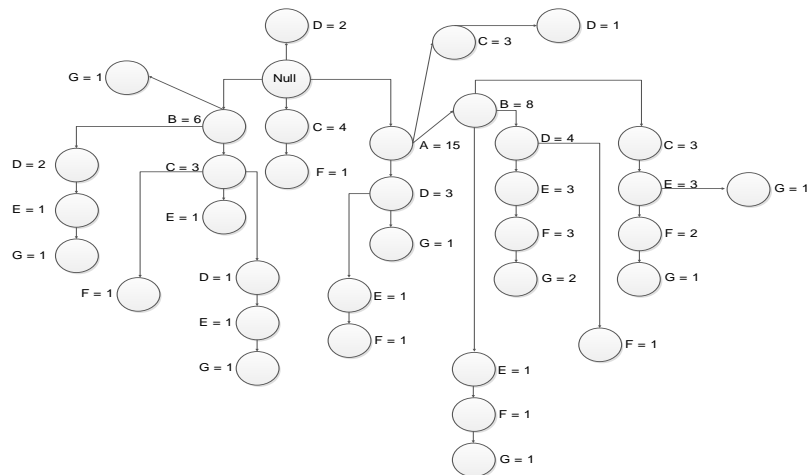 D = 2
D = 1
C = 3
G = 1
Null
B = 8
B = 6
C = 4
A = 15
D = 4
C = 3
D = 2
C = 3
F = 1
D = 3
E = 3
E = 3
G = 1
E = 1
E = 1
G = 1
F = 3
F = 2
G = 1
D = 1
G = 2
G = 1
F = 1
E = 1
E = 1
F = 1
F = 1
G = 1
E = 1
F = 1
G = 1